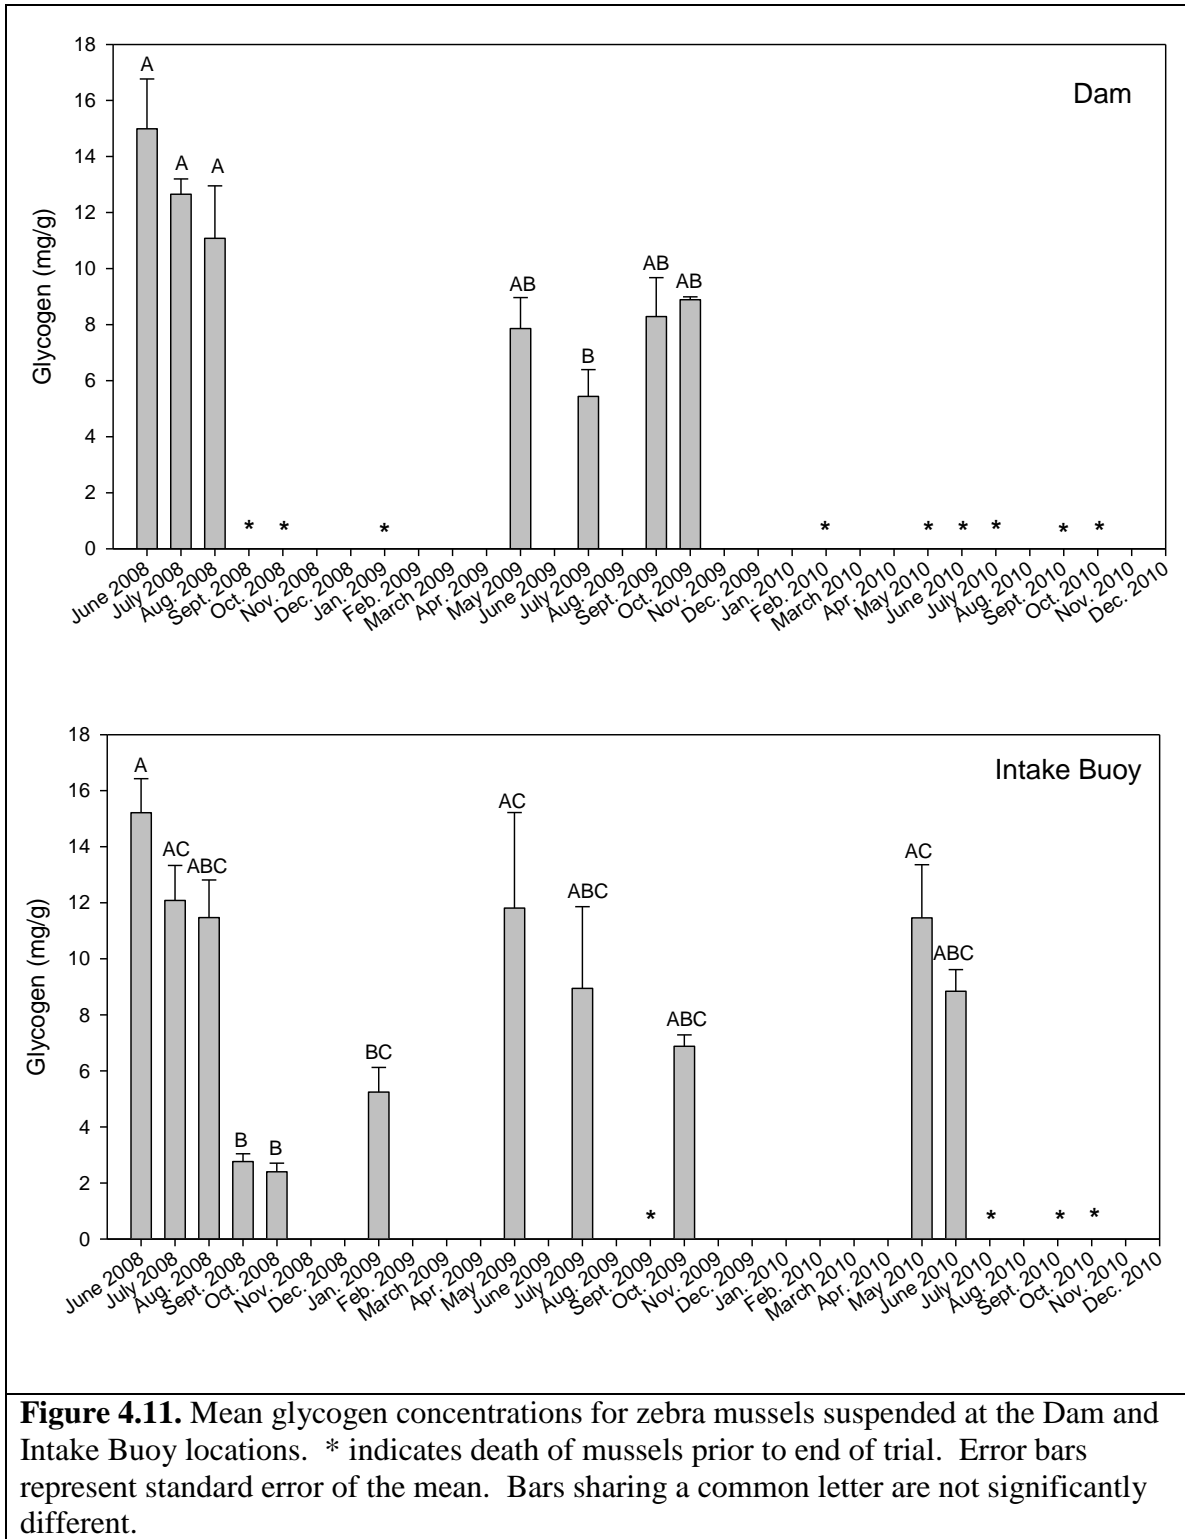 18
16
14
12
10
8
6
4
2
0
Glycogen (mg/g)
Dam
A
A
A
AB
B
AB
AB
* * * * * * * * *
June 2008
July 2008
Aug. 2008
Sept. 2008
Oct. 2008
Nov. 2008
Dec. 2008
Jan. 2009
Feb. 2009
March 2009
Apr. 2009
May 2009
June 2009
July 2009
Aug. 2009
Sept. 2009
Oct. 2009
Nov. 2009
Dec. 2009
Jan. 2010
Feb. 2010
March 2010
Apr. 2010
May 2010
June 2010
July 2010
Aug. 2010
Sept. 2010
Oct. 2010
Nov. 2010
Dec. 2010
18
16
14
12
10
8
6
4
2
0
Glycogen (mg/g)
Intake Buoy
A
AC
ABC
B
B
BC
AC
ABC
*
ABC
AC
ABC
* * *
June 2008
July 2008
Aug. 2008
Sept. 2008
Oct. 2008
Nov. 2008
Dec. 2008
Jan. 2009
Feb. 2009
March 2009
Apr. 2009
May 2009
June 2009
July 2009
Aug. 2009
Sept. 2009
Oct. 2009
Nov. 2009
Dec. 2009
Jan. 2010
Feb. 2010
March 2010
Apr. 2010
May 2010
June 2010
July 2010
Aug. 2010
Sept. 2010
Oct. 2010
Nov. 2010
Dec. 2010
Figure 4.11. Mean glycogen concentrations for zebra mussels suspended at the Dam and
Intake Buoy locations. * indicates death of mussels prior to end of trial. Error bars
represent standard error of the mean. Bars sharing a common letter are not significantly
different.